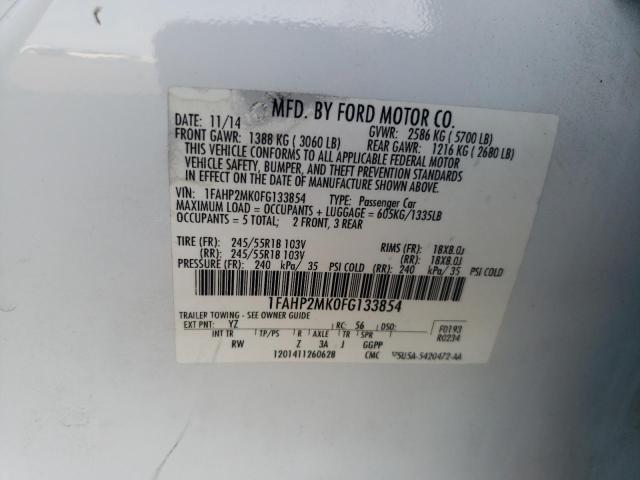 MFD. BY FORD MOTOR CO.
DATE: 11/14 GVWR: 2586 KG ( 5700 LB)
FRONT GAWR: 1388 KG ( 3060 LB) REAR GAWR: 1216 KG ( 2680 LB)
THIS VEHICLE CONFORMS TO ALL APPLICABLE FEDERAL MOTOR
VEHICLE SAFETY, BUMPER, AND THEFT PREVENTION STANDARDS
IN EFFECT ON THE DATE OF MANUFACTURE SHOWN ABOVE.
VIN: 1FAHP2MK0FG133854 TYPE: Passenger Car
MAXIMUM LOAD = OCCUPANTS + LUGGAGE = 605KG/1335LB
OCCUPANTS: 5 TOTAL; 2 FRONT, 3 REAR
TIRE (FR): 245/55R18 103V RIMS (FR): 18X8.0J
(RR): 245/55R18 103V (RR): 18X8.0J
PRESSURE (FR): 240 kPa/ 35 PSI COLD (RR): 240 kPa/ 35 PSI COLD
1FAHP2MK0FG133854
TRAILER TOWING - SEE OWNER GUIDE
EXT PNT: YZ RC: 56 DSO: F0193
INT TR TP/PS R AXLE TR SPR R0234
RW Z 3A J GGPP
1201411260628 CMC 5U5A-5420472-AA